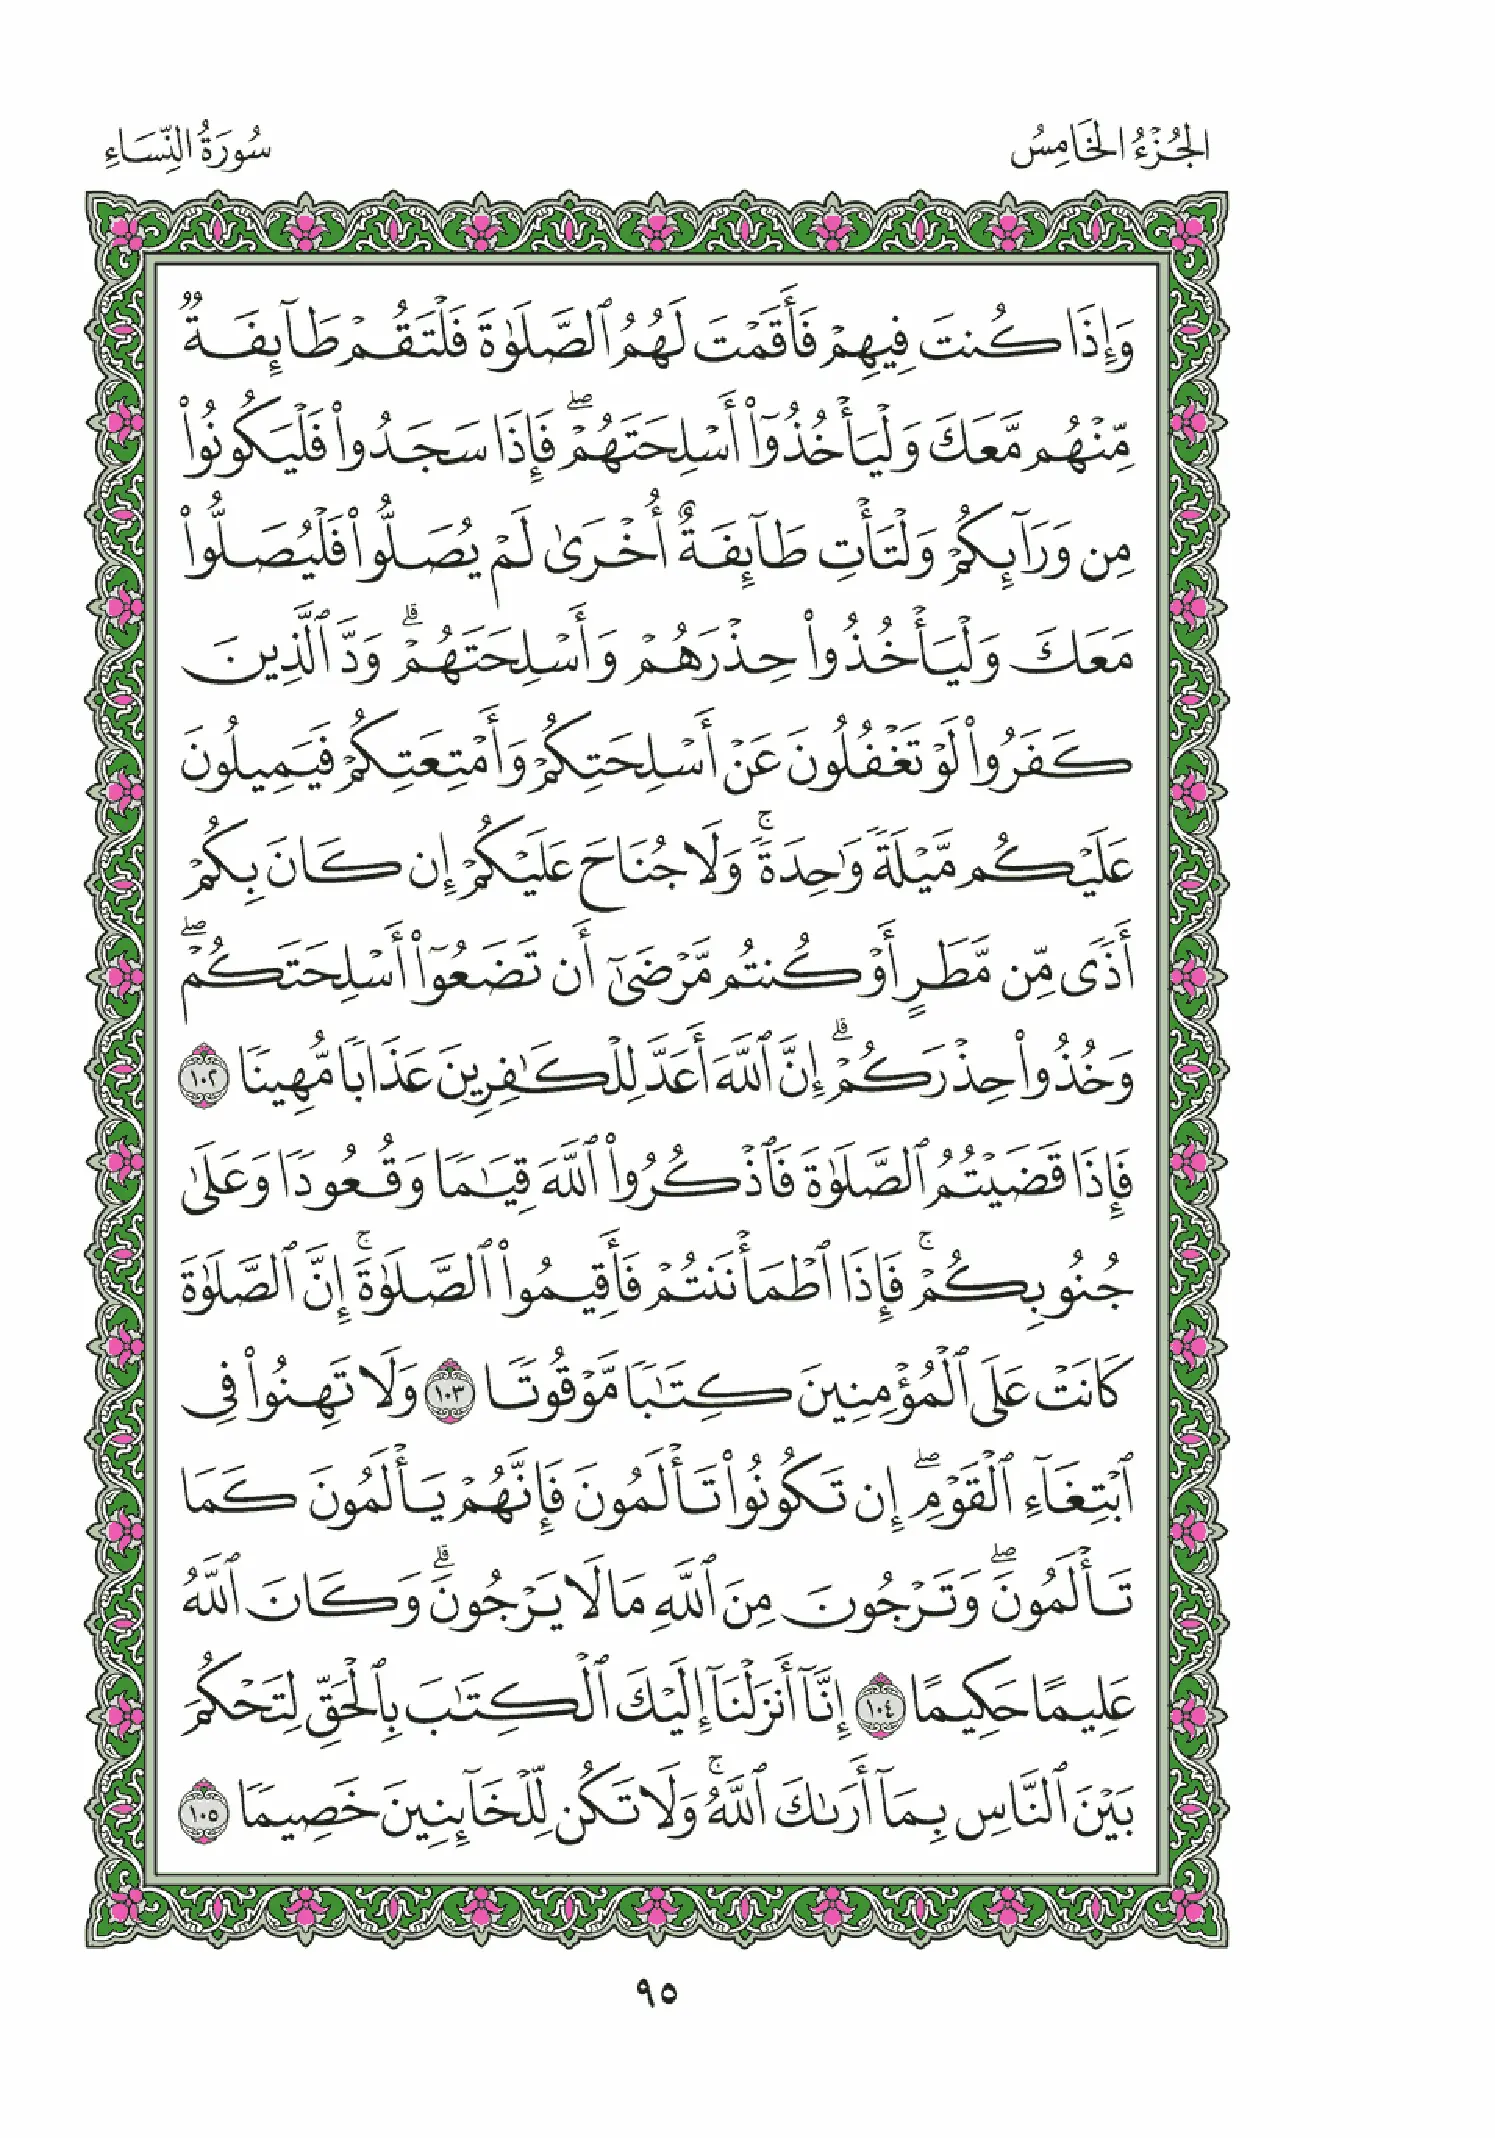 الجُزْءُ الخَامِسُ
سُورَةُ النِّسَاءِ
وَإِذَا كُنتَ فِيهِمۡ فَأَقَمۡتَ لَهُمُ ٱلصَّلَوٰةَ فَلۡتَقُمۡ طَآئِفَةٞ
مِّنۡهُم مَّعَكَ وَلۡيَأۡخُذُوٓاْ أَسۡلِحَتَهُمۡۖ فَإِذَا سَجَدُواْ فَلۡيَكُونُواْ
مِن وَرَآئِكُمۡ وَلۡتَأۡتِ طَآئِفَةٌ أُخۡرَىٰ لَمۡ يُصَلُّواْ فَلۡيُصَلُّواْ
مَعَكَ وَلۡيَأۡخُذُواْ حِذۡرَهُمۡ وَأَسۡلِحَتَهُمۡۗ وَدَّ ٱلَّذِينَ
كَفَرُواْ لَوۡ تَغۡفُلُونَ عَنۡ أَسۡلِحَتِكُمۡ وَأَمۡتِعَتِكُمۡ فَيَمِيلُونَ
عَلَيۡكُم مَّيۡلَةٗ وَٰحِدَةٗۚ وَلَا جُنَاحَ عَلَيۡكُمۡ إِن كَانَ بِكُمۡ
أَذٗى مِّن مَّطَرٍ أَوۡ كُنتُم مَّرۡضَىٰٓ أَن تَضَعُوٓاْ أَسۡلِحَتَكُمۡۖ
وَخُذُواْ حِذۡرَكُمۡۗ إِنَّ ٱللَّهَ أَعَدَّ لِلۡكَٰفِرِينَ عَذَابٗا مُّهِينٗا ١٠٢
فَإِذَا قَضَيۡتُمُ ٱلصَّلَوٰةَ فَٱذۡكُرُواْ ٱللَّهَ قِيَٰمٗا وَقُعُودٗا وَعَلَىٰ
جُنُوبِكُمۡۚ فَإِذَا ٱطۡمَأۡنَنتُمۡ فَأَقِيمُواْ ٱلصَّلَوٰةَۚ إِنَّ ٱلصَّلَوٰةَ
كَانَتۡ عَلَى ٱلۡمُؤۡمِنِينَ كِتَٰبٗا مَّوۡقُوتٗا ١٠٣ وَلَا تَهِنُواْ فِي
ٱبۡتِغَآءِ ٱلۡقَوۡمِۖ إِن تَكُونُواْ تَأۡلَمُونَ فَإِنَّهُمۡ يَأۡلَمُونَ كَمَا
تَأۡلَمُونَۖ وَتَرۡجُونَ مِنَ ٱللَّهِ مَا لَا يَرۡجُونَۗ وَكَانَ ٱللَّهُ
عَلِيمًا حَكِيمًا ١٠٤ إِنَّآ أَنزَلۡنَآ إِلَيۡكَ ٱلۡكِتَٰبَ بِٱلۡحَقِّ لِتَحۡكُمَ
بَيۡنَ ٱلنَّاسِ بِمَآ أَرَىٰكَ ٱللَّهُۚ وَلَا تَكُن لِّلۡخَآئِنِينَ خَصِيمٗا ١٠٥
٩٥